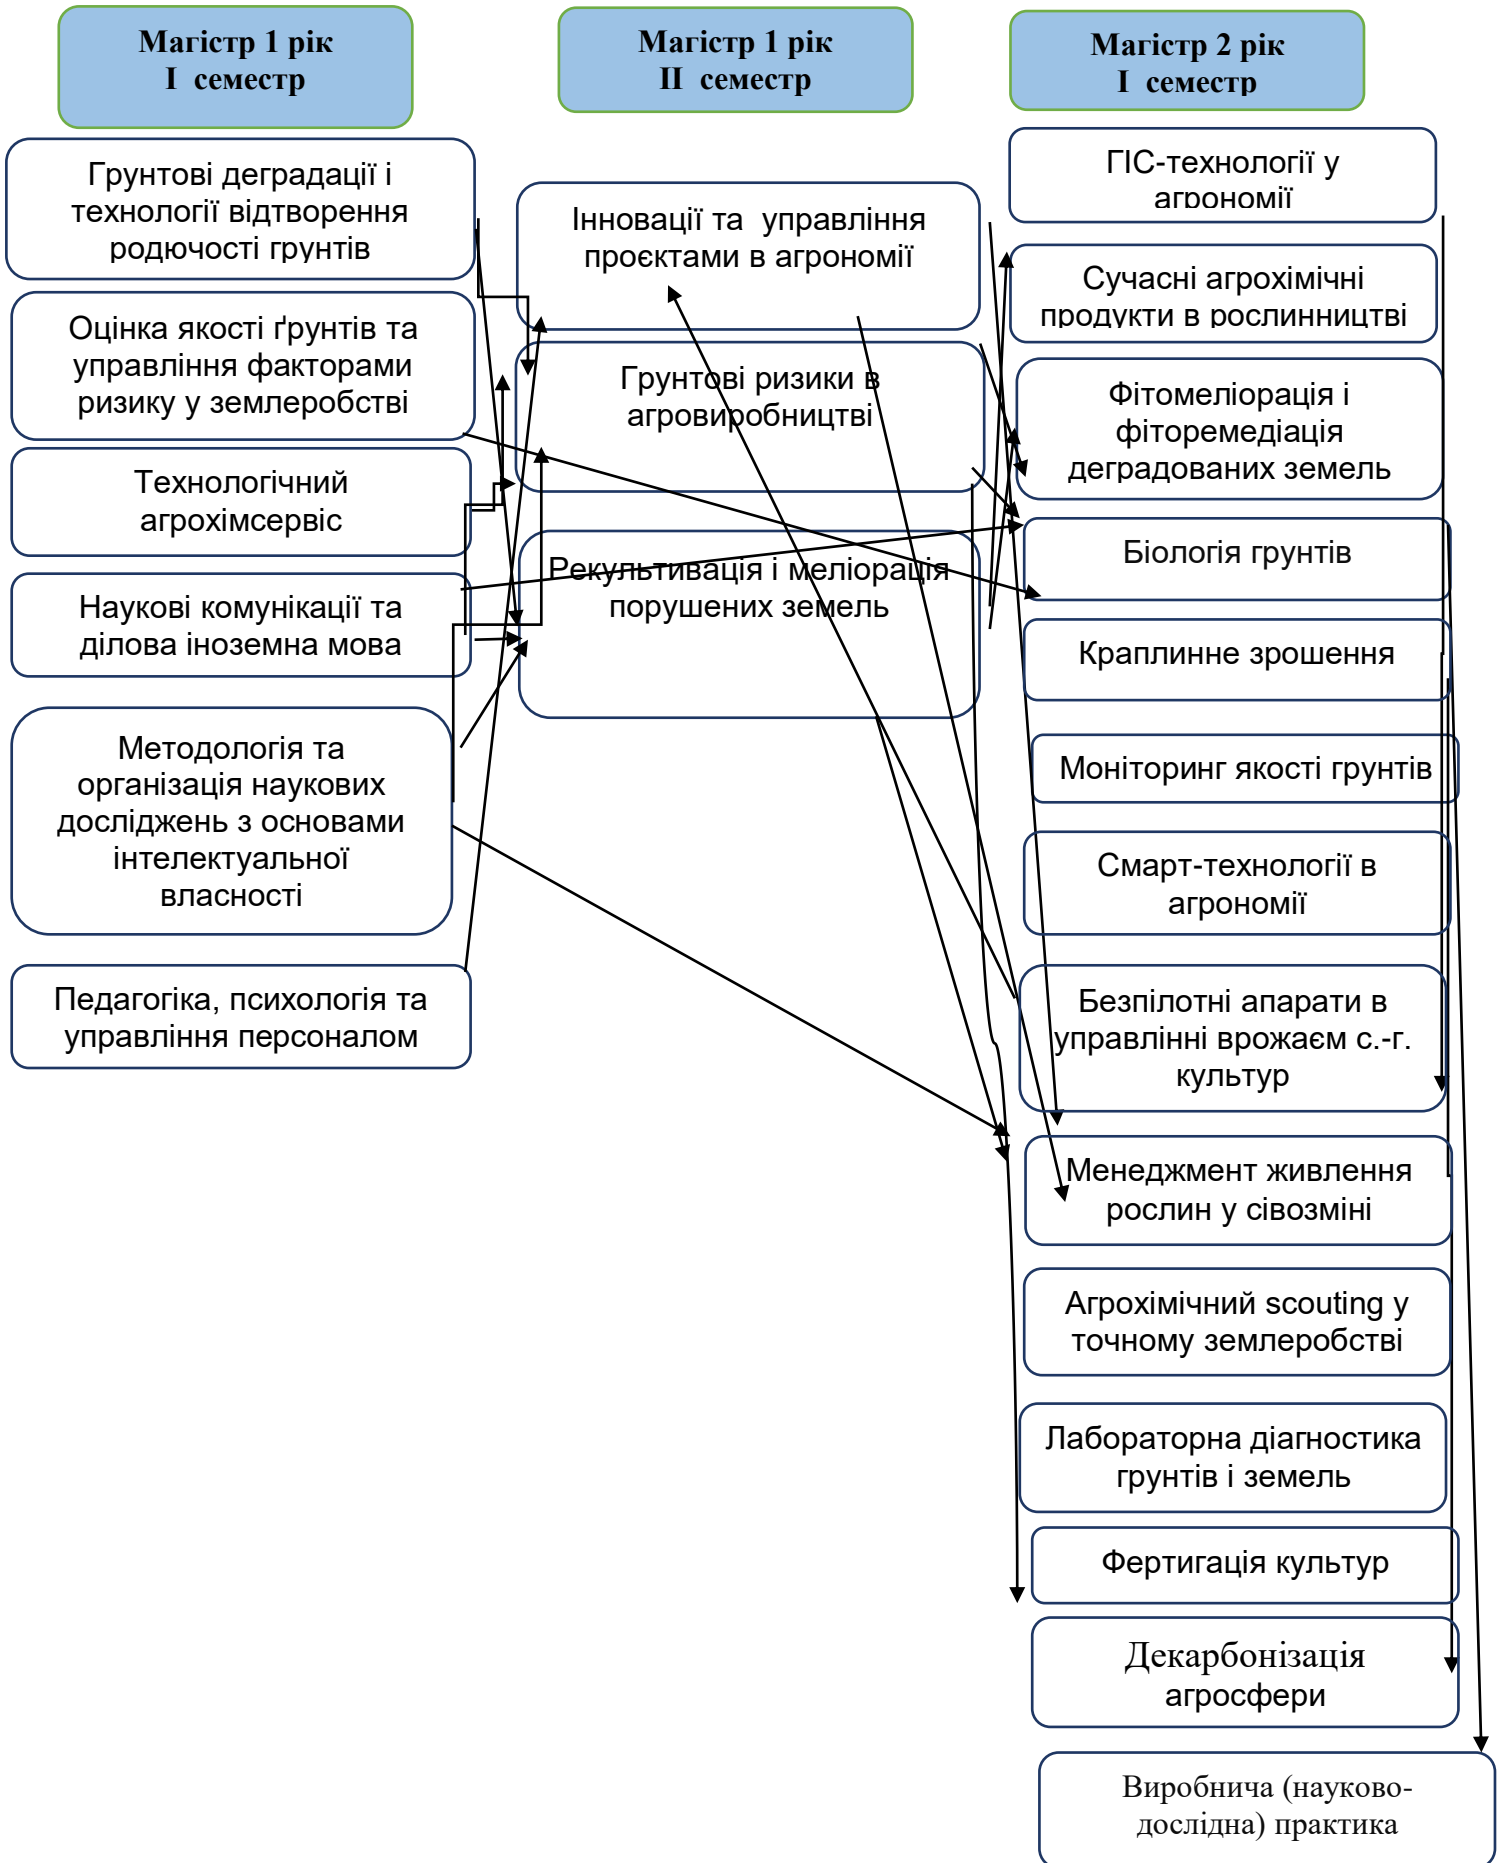 Магістр 1 рік
І семестр
Магістр 1 рік
ІІ семестр
Магістр 2 рік
І семестр
Грунтові деградації і
технології відтворення
родючості грунтів
Оцінка якості ґрунтів та
управління факторами
ризику у землеробстві
Технологічний
агрохімсервіс
Наукові комунікації та
ділова іноземна мова
Методологія та
організація наукових
досліджень з основами
інтелектуальної
власності
Педагогіка, психологія та
управління персоналом
Інновації та управління
проєктами в агрономії
Грунтові ризики в
агровиробництві
Рекультивація і меліорація
порушених земель
ГІС-технології у
агрономії
Сучасні агрохімічні
продукти в рослинництві
Фітомеліорація і
фіторемедіація
деградованих земель
Біологія грунтів
Краплинне зрошення
Моніторинг якості грунтів
Смарт-технології в
агрономії
Безпілотні апарати в
управлінні врожаєм с.-г.
культур
Менеджмент живлення
рослин у сівозміні
Агрохімічний scouting у
точному землеробстві
Лабораторна діагностика
грунтів і земель
Фертигація культур
Декарбонізація
агросфери
Виробнича (науково-
дослідна) практика